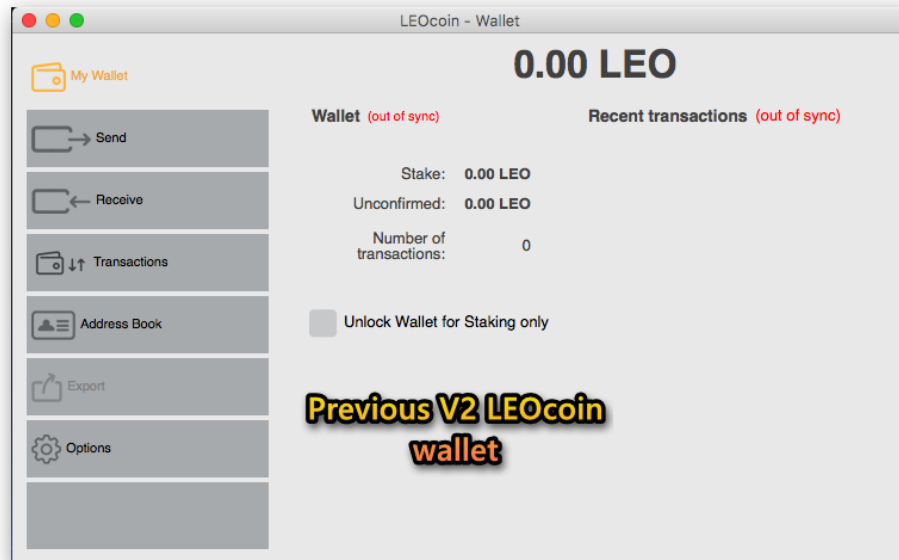 LEOcoin - Wallet
0.00 LEO
My Wallet
Wallet (out of sync)
Recent transactions (out of sync)
Send
Stake: 0.00 LEO
Receive
Unconfirmed: 0.00 LEO
Number of
transactions: 0
Transactions
Address Book
Unlock Wallet for Staking only
Export
Previous V2 LEOcoin
wallet
Options